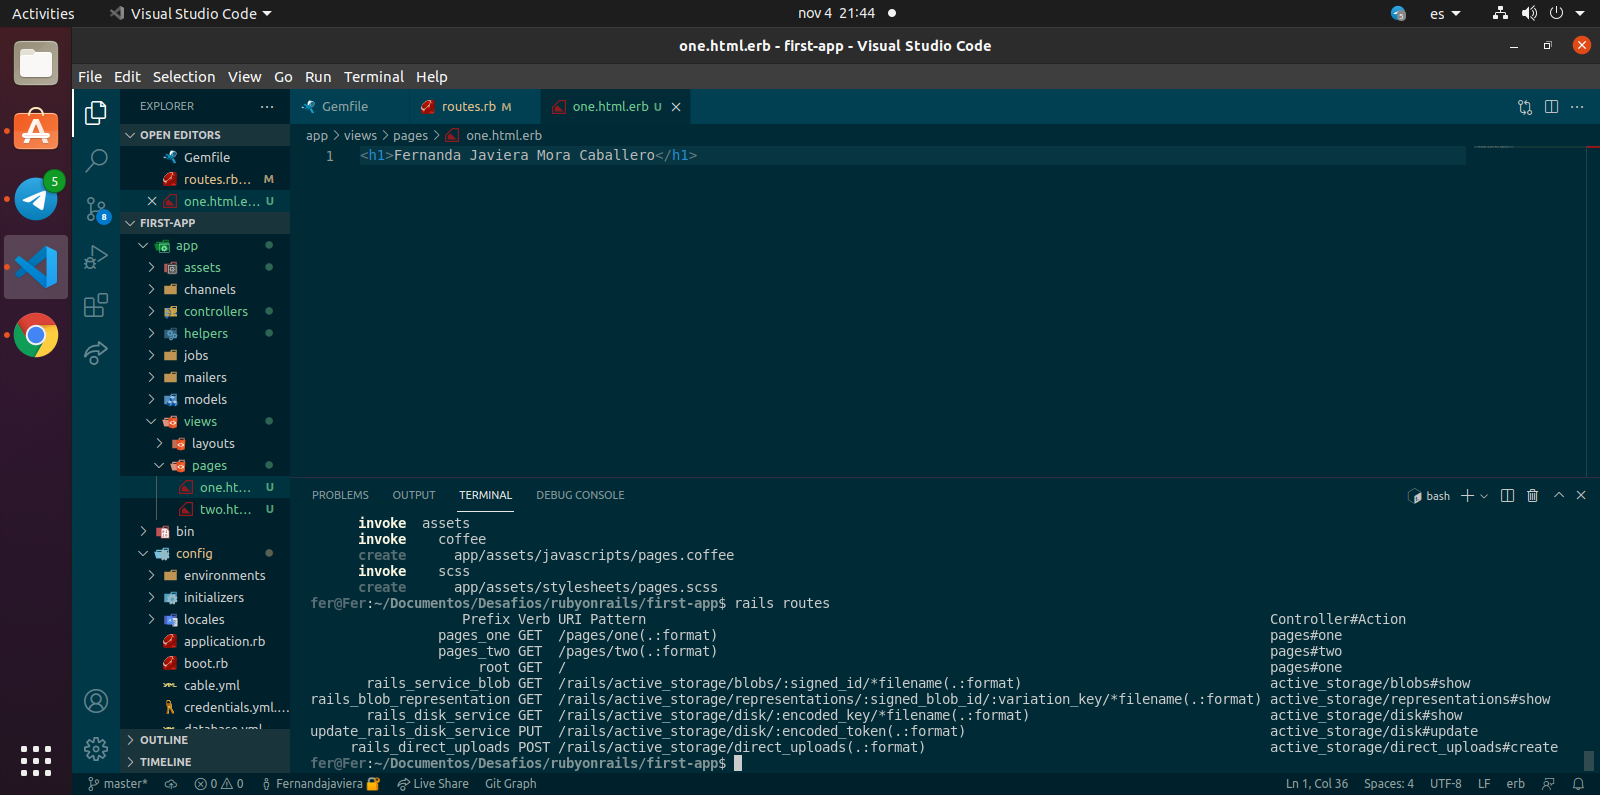 Activities
Visual Studio Code
nov 4 21:44
es
one.html.erb - first-app - Visual Studio Code
File Edit Selection View Go Run Terminal Help
EXPLORER
Gemfile
routes.rb M
one.html.erb U
OPEN EDITORS
app > views > pages > one.html.erb
Gemfile
routes.rb... M
one.html.e... U
1 <h1>Fernanda Javiera Mora Caballero</h1>
5
8
FIRST-APP
app
assets
channels
controllers
helpers
jobs
mailers
models
views
layouts
pages
one.ht... U
two.ht... U
bin
config
environments
initializers
locales
application.rb
boot.rb
cable.yml
credentials.yml....
database.yml
OUTLINE
TIMELINE
PROBLEMS OUTPUT TERMINAL DEBUG CONSOLE
bash
invoke assets
invoke coffee
create app/assets/javascripts/pages.coffee
invoke scss
create app/assets/stylesheets/pages.scss
fer@Fer:~/Documentos/Desafios/rubyonrails/first-app$ rails routes
Prefix Verb URI Pattern Controller#Action
pages_one GET /pages/one(.:format) pages#one
pages_two GET /pages/two(.:format) pages#two
root GET / pages#one
rails_service_blob GET /rails/active_storage/blobs/:signed_id/*filename(.:format) active_storage/blobs#show
rails_blob_representation GET /rails/active_storage/representations/:signed_blob_id/:variation_key/*filename(.:format) active_storage/representations#show
rails_disk_service GET /rails/active_storage/disk/:encoded_key/*filename(.:format) active_storage/disk#show
update_rails_disk_service PUT /rails/active_storage/disk/:encoded_token(.:format) active_storage/disk#update
rails_direct_uploads POST /rails/active_storage/direct_uploads(.:format) active_storage/direct_uploads#create
fer@Fer:~/Documentos/Desafios/rubyonrails/first-app$
master* 0 0 Fernandajaviera Live Share Git Graph
Ln 1, Col 36 Spaces: 4 UTF-8 LF erb